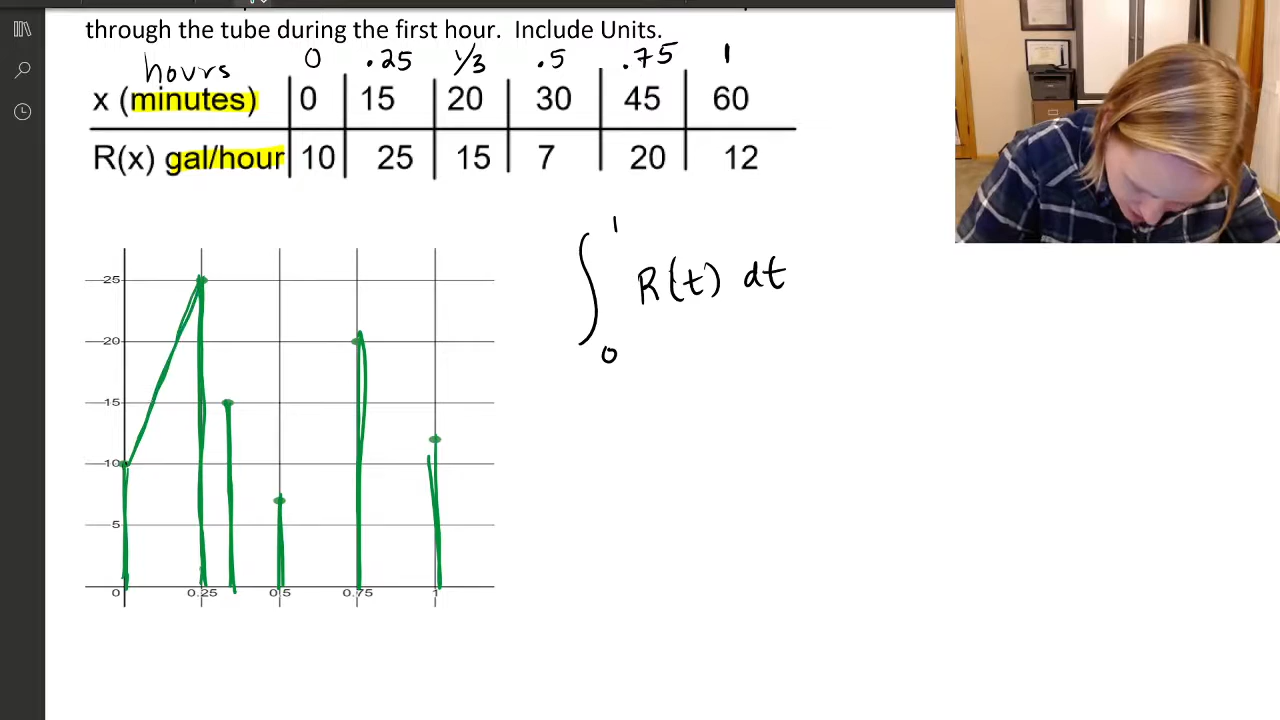 through the tube during the first hour. Include Units.
hours 0 .25 1/3 .5 .75 1
x (minutes) 0 15 20 30 45 60
R(x) gal/hour 10 25 15 7 20 12
∫₀¹ R(t) dt
25
20
15
10
5
0 0.25 0.5 0.75 1